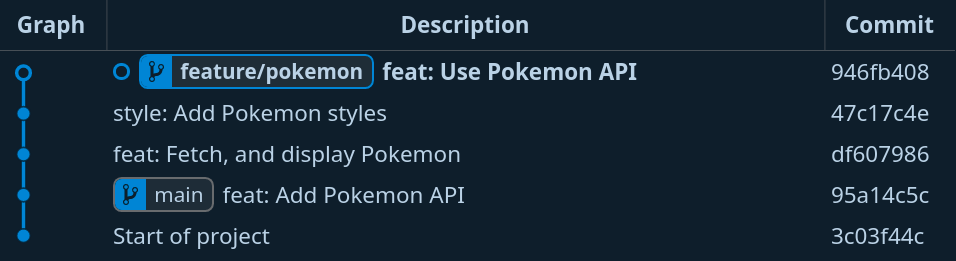 Graph Description Commit
feature/pokemon feat: Use Pokemon API 946fb408
style: Add Pokemon styles 47c17c4e
feat: Fetch, and display Pokemon df607986
main feat: Add Pokemon API 95a14c5c
Start of project 3c03f44c